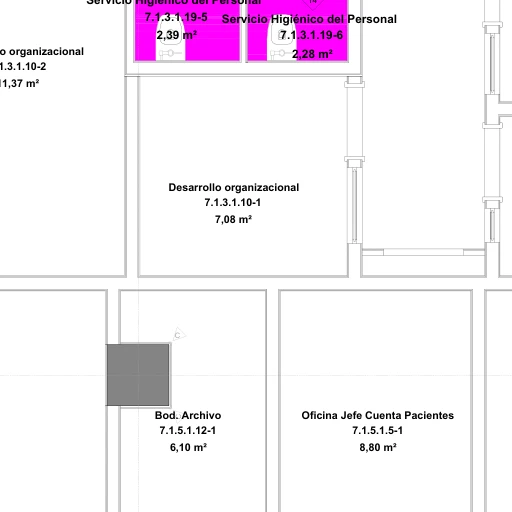 Servicio Higiénico del Personal
7.1.3.1.19-5
2,39 m²
Servicio Higiénico del Personal
7.1.3.1.19-6
2,28 m²
o organizacional
1.3.1.10-2
11,37 m²
Desarrollo organizacional
7.1.3.1.10-1
7,08 m²
Bod. Archivo
7.1.5.1.12-1
6,10 m²
Oficina Jefe Cuenta Pacientes
7.1.5.1.5-1
8,80 m²